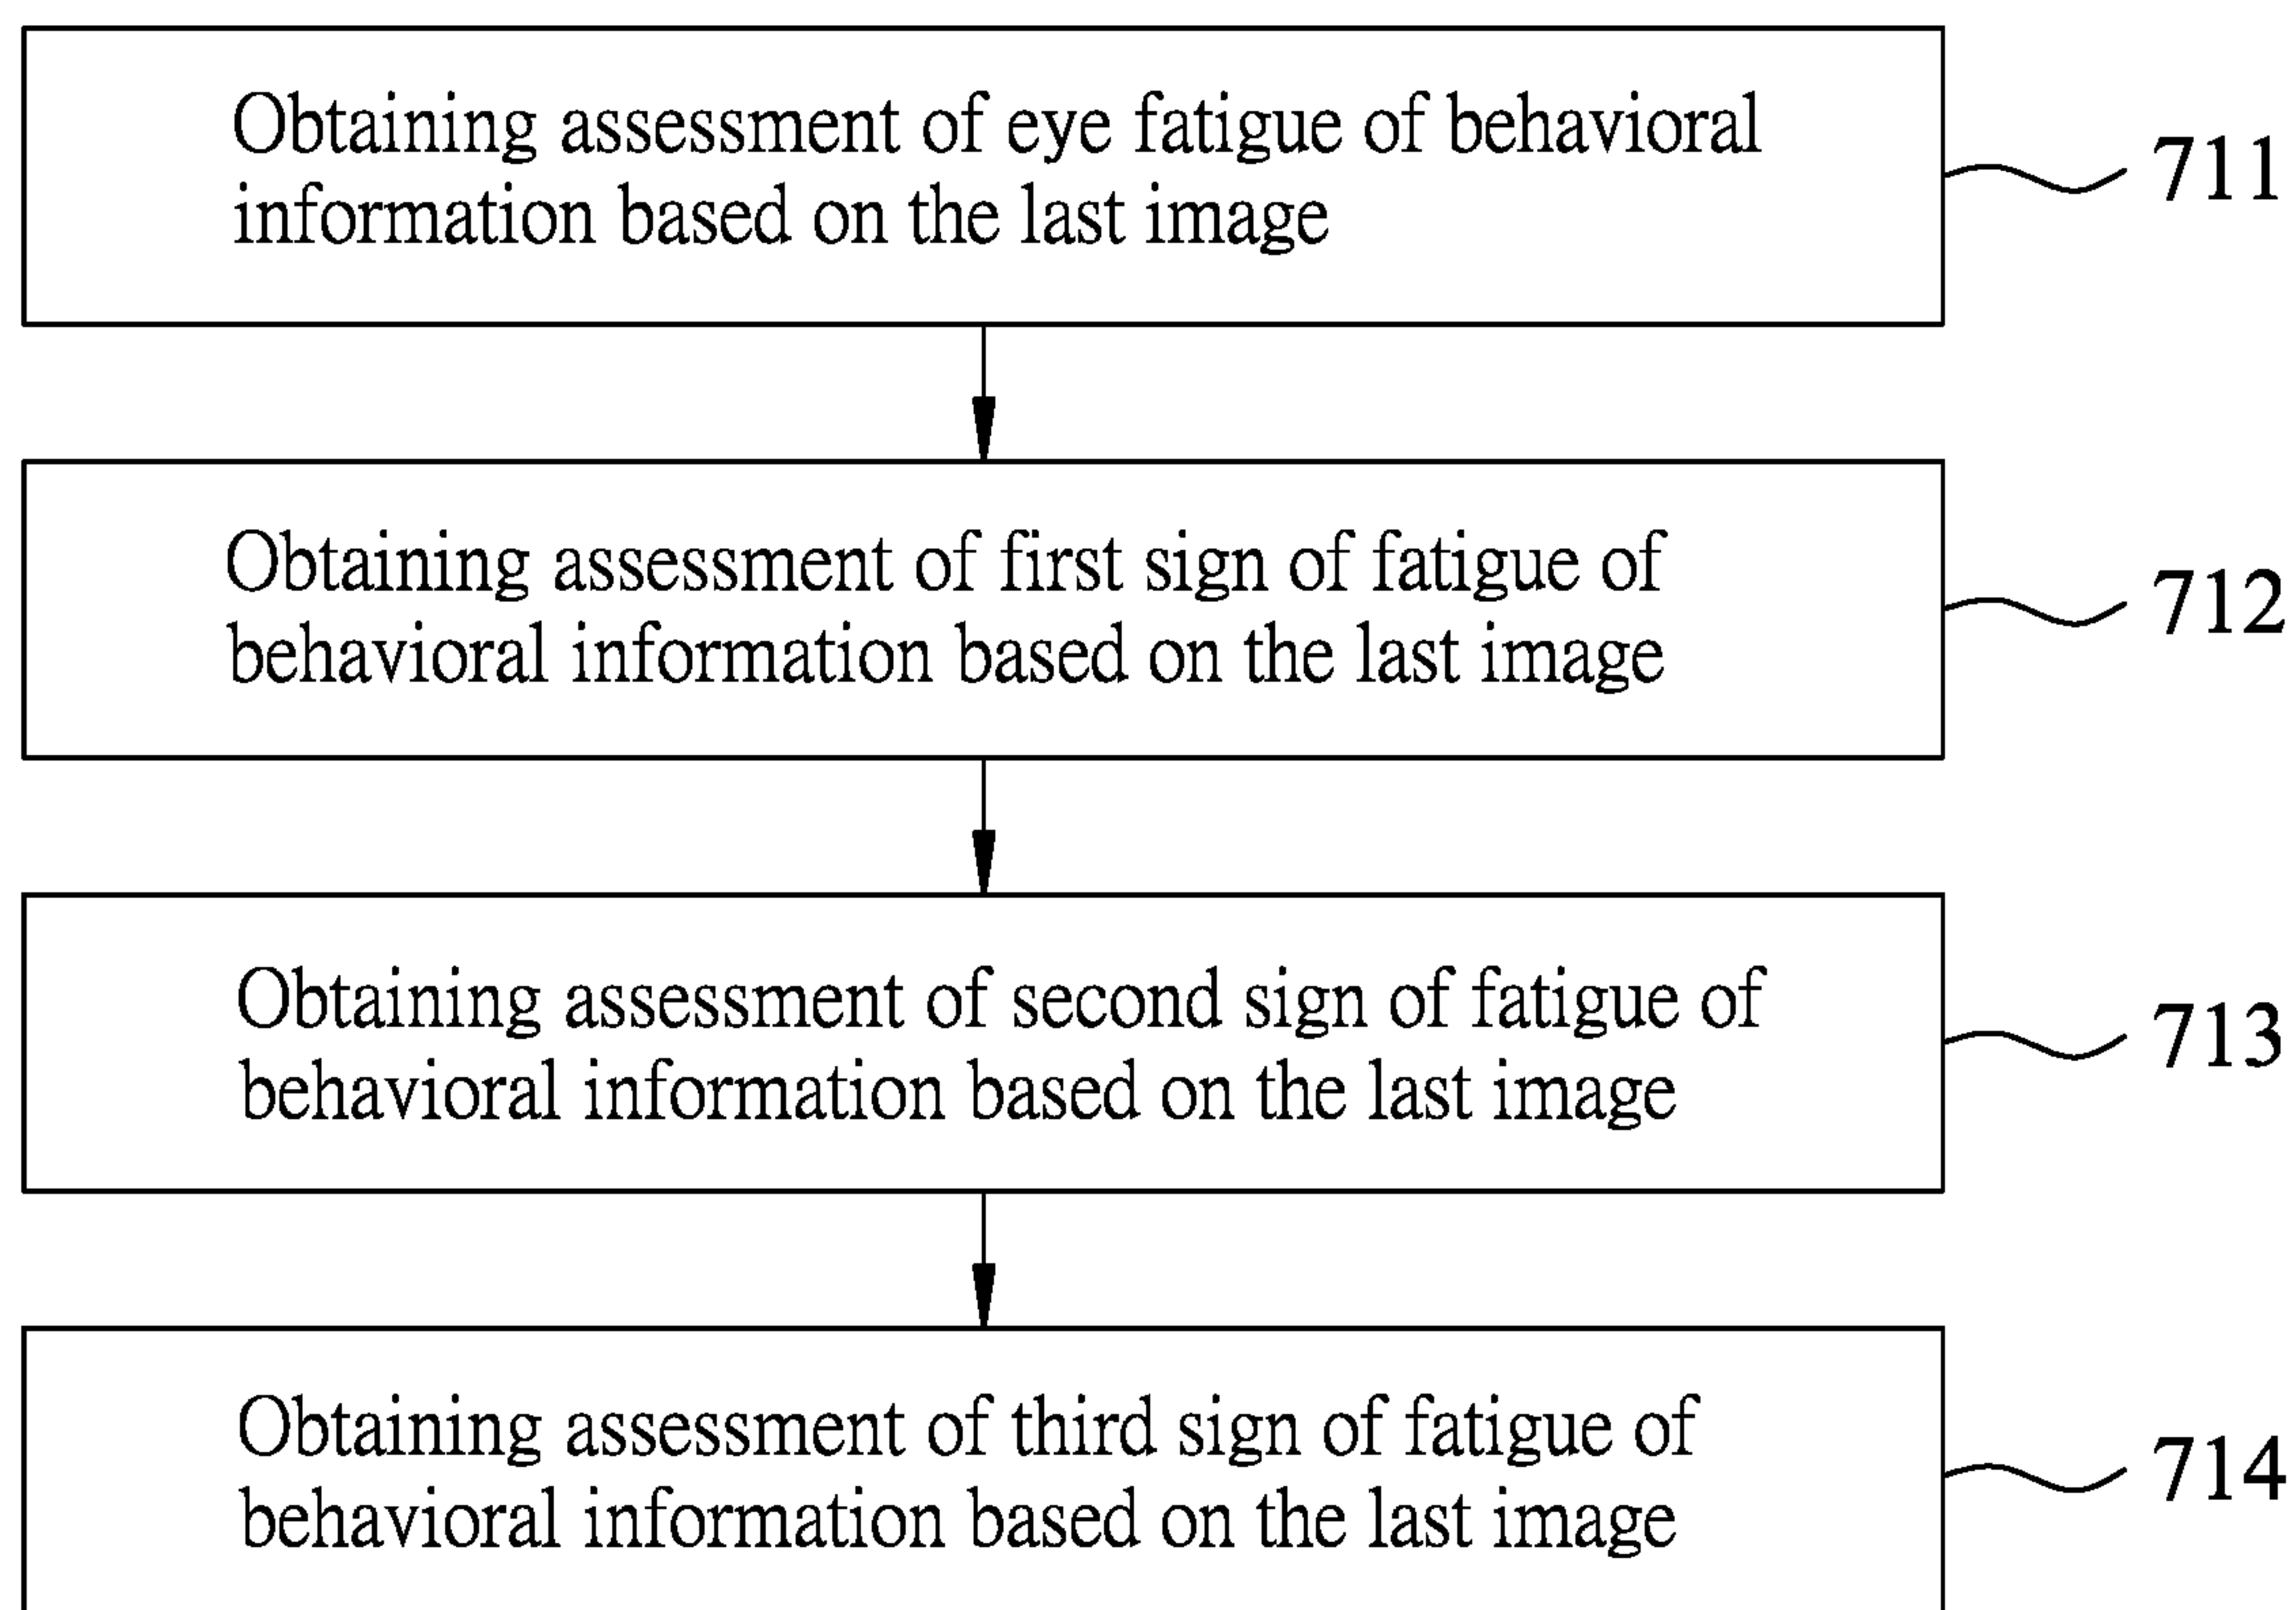 Obtaining assessment of eye fatigue of behavioral
information based on the last image
711
Obtaining assessment of first sign of fatigue of
behavioral information based on the last image
712
Obtaining assessment of second sign of fatigue of
behavioral information based on the last image
713
Obtaining assessment of third sign of fatigue of
behavioral information based on the last image
714